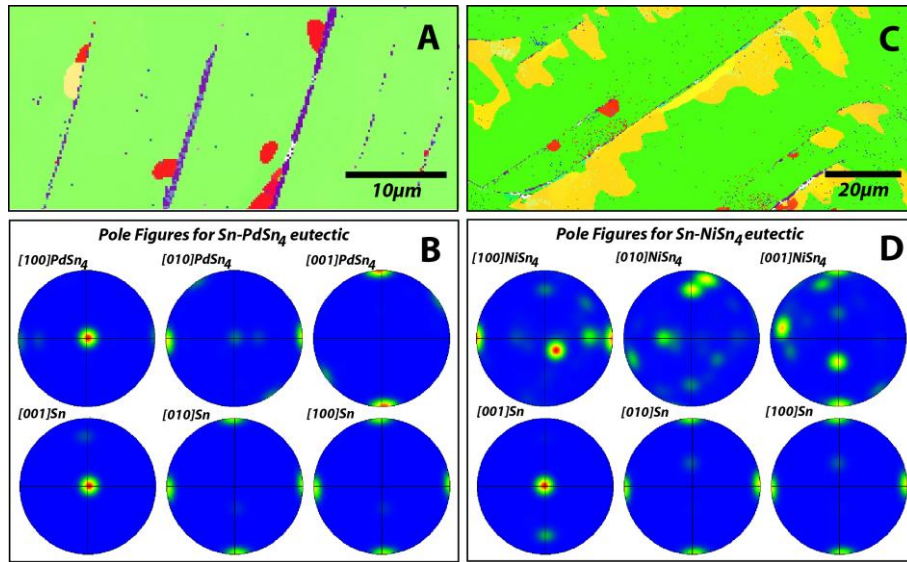 A
10µm
C
20µm
Pole Figures for Sn-PdSn₄ eutectic
B
[100]PdSn₄ [010]PdSn₄ [001]PdSn₄
[001]Sn [010]Sn [100]Sn
Pole Figures for Sn-NiSn₄ eutectic
D
[100]NiSn₄ [010]NiSn₄ [001]NiSn₄
[001]Sn [010]Sn [100]Sn